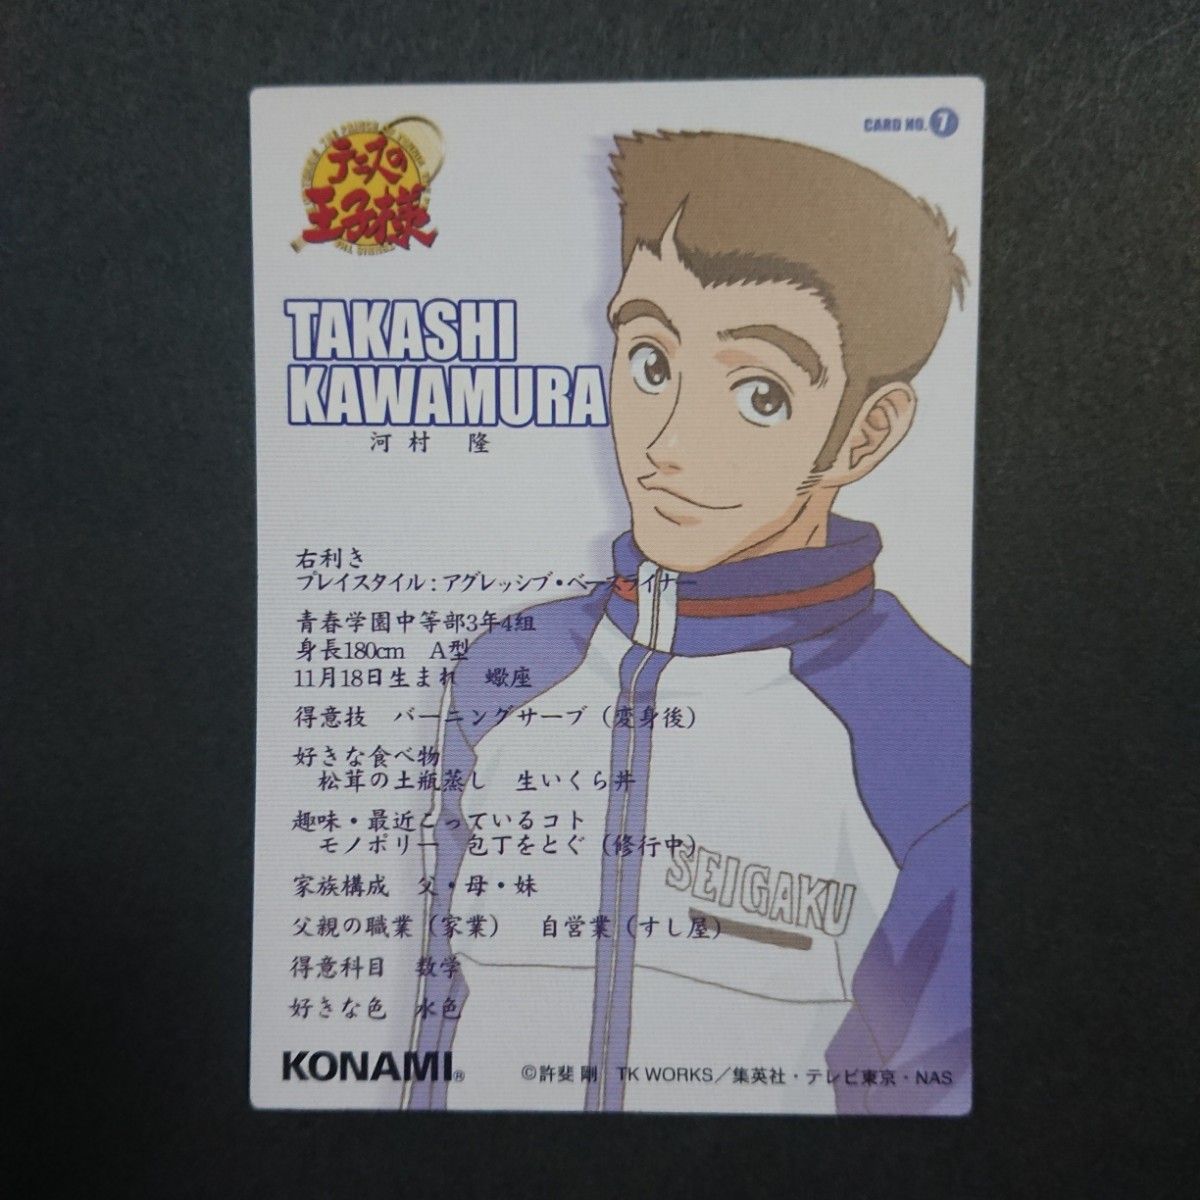 CARD NO. 7
THE PRINCE OF TENNIS
テニスの
王子様
TAKASHI
KAWAMURA
河村 隆
右利き
プレイスタイル：アグレッシブ・ベースライナー
青春学園中等部3年4組
身長180cm A型
11月18日生まれ 蠍座
得意技 バーニングサーブ（変身後）
好きな食べ物
松茸の土瓶蒸し 生いくら丼
趣味・最近こっているコト
モノポリー 包丁をとぐ（修行中）
家族構成 父・母・妹
父親の職業（家業） 自営業（すし屋）
得意科目 数学
好きな色 水色
SEIGAKU
KONAMI®
©許斐 剛 TK WORKS／集英社・テレビ東京・NAS